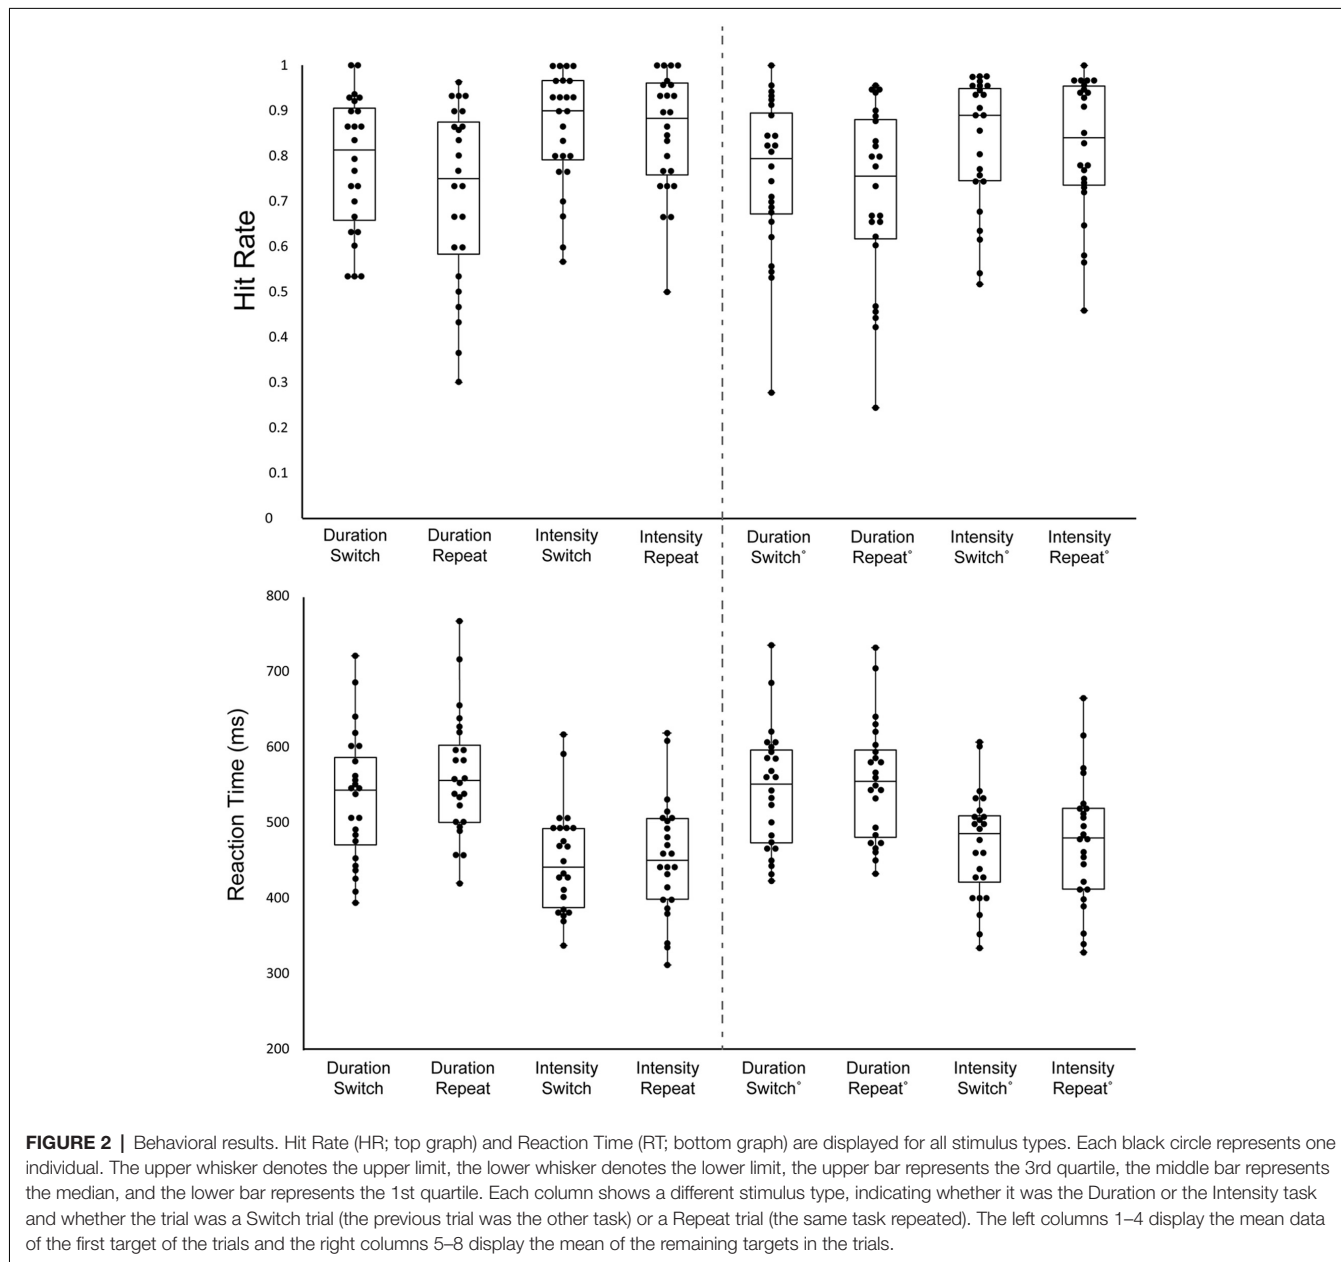 1
0.9
0.8
0.7
0.6
0.5
0.4
0.3
0.2
0.1
0
Hit Rate
Duration Duration Intensity Intensity Duration Duration Intensity Intensity
Switch Repeat Switch Repeat Switch° Repeat° Switch° Repeat°
800
700
600
500
400
300
200
Reaction Time (ms)
Duration Duration Intensity Intensity Duration Duration Intensity Intensity
Switch Repeat Switch Repeat Switch° Repeat° Switch° Repeat°
FIGURE 2 | Behavioral results. Hit Rate (HR; top graph) and Reaction Time (RT; bottom graph) are displayed for all stimulus types. Each black circle represents one
individual. The upper whisker denotes the upper limit, the lower whisker denotes the lower limit, the upper bar represents the 3rd quartile, the middle bar represents
the median, and the lower bar represents the 1st quartile. Each column shows a different stimulus type, indicating whether it was the Duration or the Intensity task
and whether the trial was a Switch trial (the previous trial was the other task) or a Repeat trial (the same task repeated). The left columns 1–4 display the mean data
of the first target of the trials and the right columns 5–8 display the mean of the remaining targets in the trials.